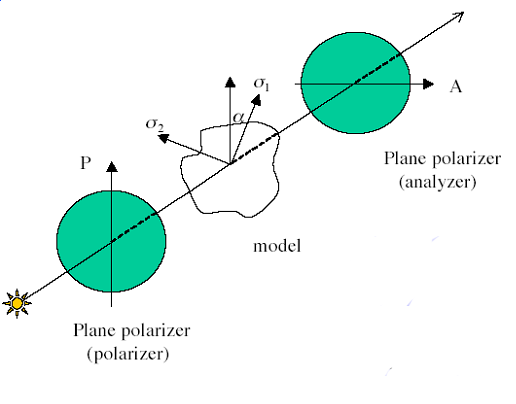 σ1
A
α
σ2
Plane polarizer
(analyzer)
P
model
Plane polarizer
(polarizer)